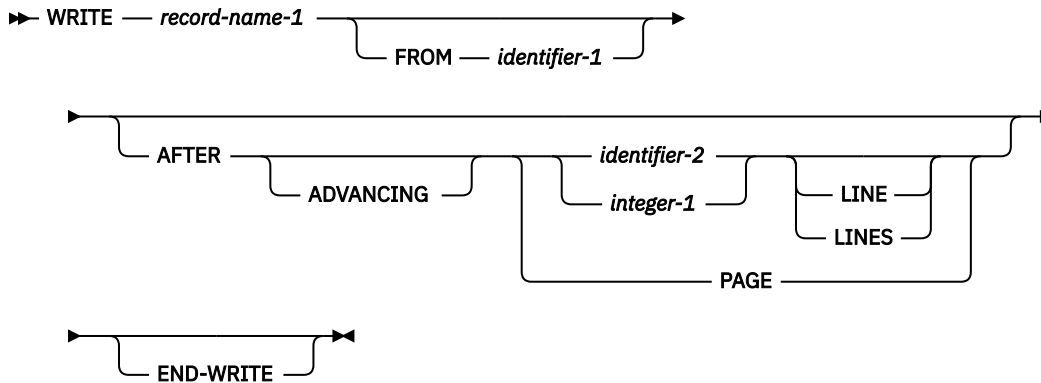 WRITE record-name-1
FROM identifier-1
AFTER identifier-2
ADVANCING LINE
integer-1
LINES
PAGE
END-WRITE